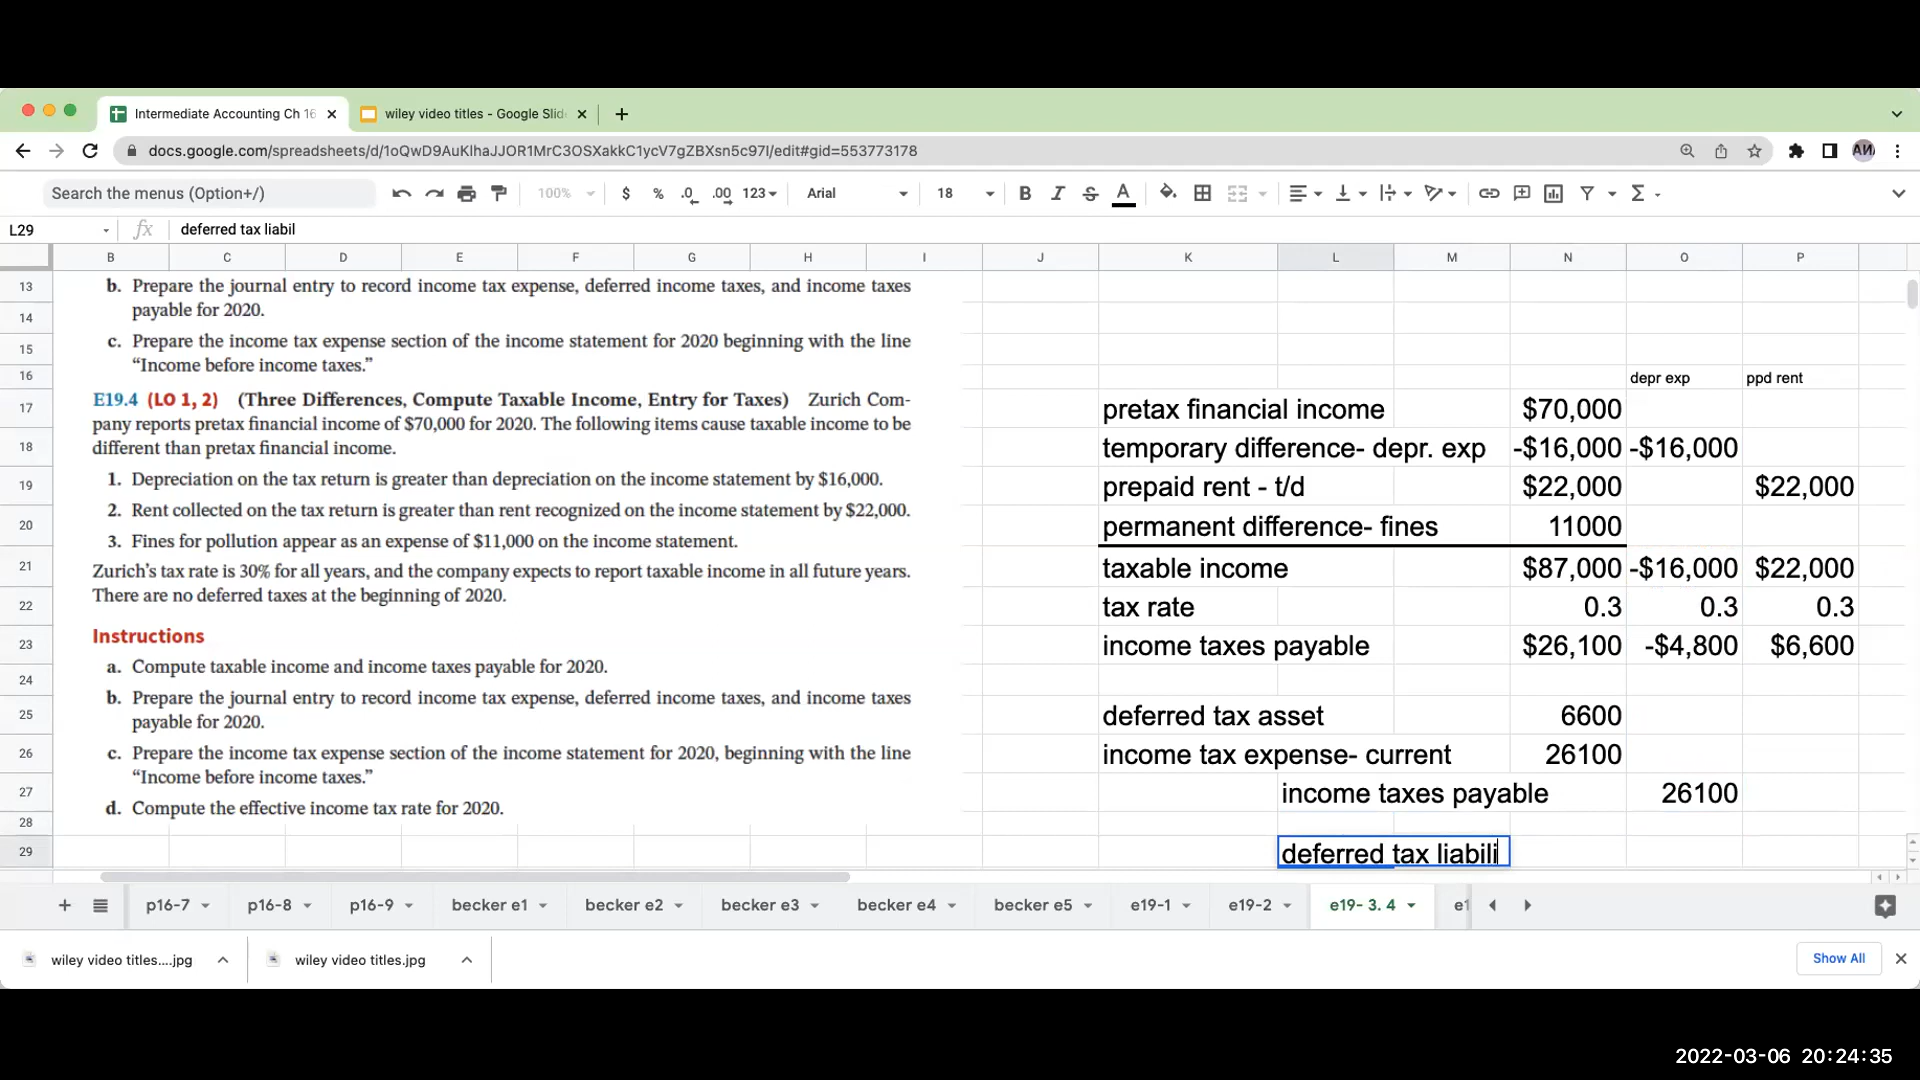 Intermediate Accounting Ch 16
wiley video titles - Google Slid
docs.google.com/spreadsheets/d/1oQwD9AuKlhaJJOR1MrC3OSXakkC1ycV7gZBXsn5c97I/edit#gid=553773178
Search the menus (Option+/)
100%
$ % .0 .00 123
Arial
18
B I S A
L29
fx
deferred tax liabil
B C D E F G H I J K L M N O P
13
b. Prepare the journal entry to record income tax expense, deferred income taxes, and income taxes
14
payable for 2020.
15
c. Prepare the income tax expense section of the income statement for 2020 beginning with the line
“Income before income taxes.”
16
depr exp ppd rent
E19.4 (LO 1, 2) (Three Differences, Compute Taxable Income, Entry for Taxes) Zurich Com-
17
pretax financial income $70,000
pany reports pretax financial income of $70,000 for 2020. The following items cause taxable income to be
different than pretax financial income.
18
temporary difference- depr. exp -$16,000 -$16,000
1. Depreciation on the tax return is greater than depreciation on the income statement by $16,000.
19
prepaid rent - t/d $22,000 $22,000
2. Rent collected on the tax return is greater than rent recognized on the income statement by $22,000.
20
permanent difference- fines 11000
3. Fines for pollution appear as an expense of $11,000 on the income statement.
21
taxable income $87,000 -$16,000 $22,000
Zurich’s tax rate is 30% for all years, and the company expects to report taxable income in all future years.
There are no deferred taxes at the beginning of 2020.
22
tax rate 0.3 0.3 0.3
Instructions
23
income taxes payable $26,100 -$4,800 $6,600
a. Compute taxable income and income taxes payable for 2020.
24
b. Prepare the journal entry to record income tax expense, deferred income taxes, and income taxes
payable for 2020.
25
deferred tax asset 6600
26
income tax expense- current 26100
c. Prepare the income tax expense section of the income statement for 2020, beginning with the line
“Income before income taxes.”
27
income taxes payable 26100
d. Compute the effective income tax rate for 2020.
28
29
deferred tax liabili
p16-7 p16-8 p16-9 becker e1 becker e2 becker e3 becker e4 becker e5 e19-1 e19-2 e19- 3. 4 e1
wiley video titles....jpg
wiley video titles.jpg
Show All
2022-03-06 20:24:35